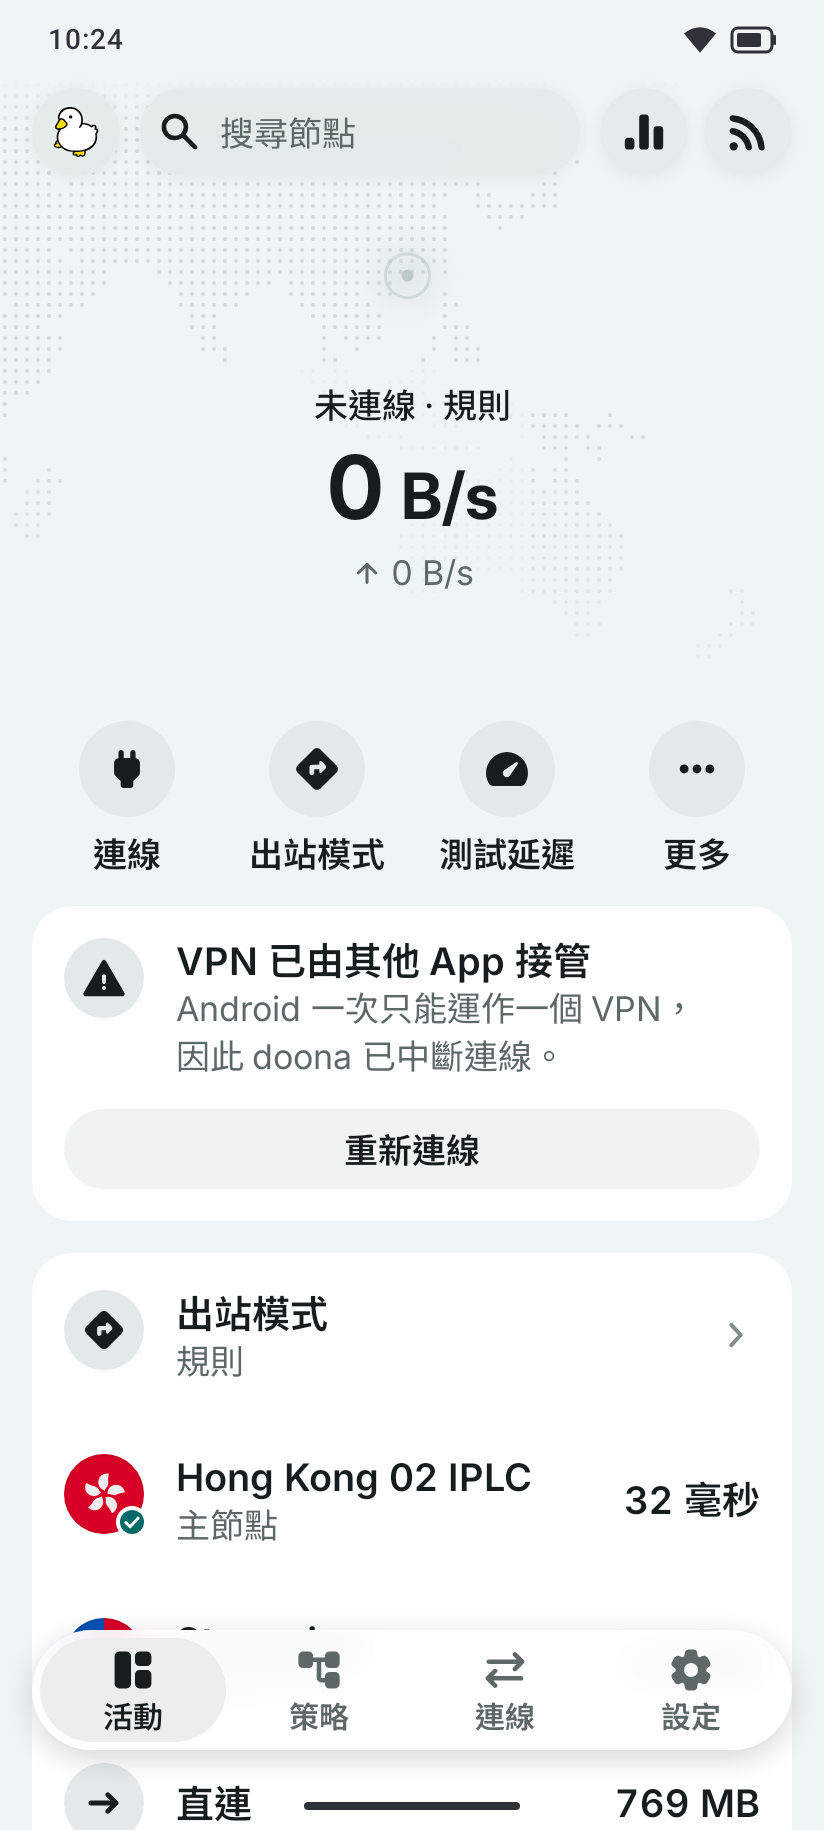 10:24
搜尋節點
未連線 · 規則
0 B/s
↑ 0 B/s
連線
出站模式
測試延遲
更多
VPN 已由其他 App 接管
Android 一次只能運作一個 VPN，
因此 doona 已中斷連線。
重新連線
出站模式
規則
Hong Kong 02 IPLC
主節點
32 毫秒
活動
策略
連線
設定
直連
769 MB